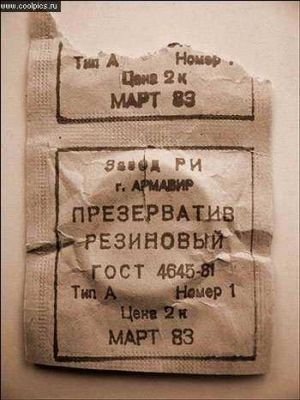 www.coolpics.ru
Тип А Номер 1
Цена 2 к
МАРТ 83
Завод РИ
г. АРМАВИР
ПРЕЗЕРВАТИВ
РЕЗИНОВЫЙ
ГОСТ 4645-81
Тип А Номер 1
Цена 2 к
МАРТ 83